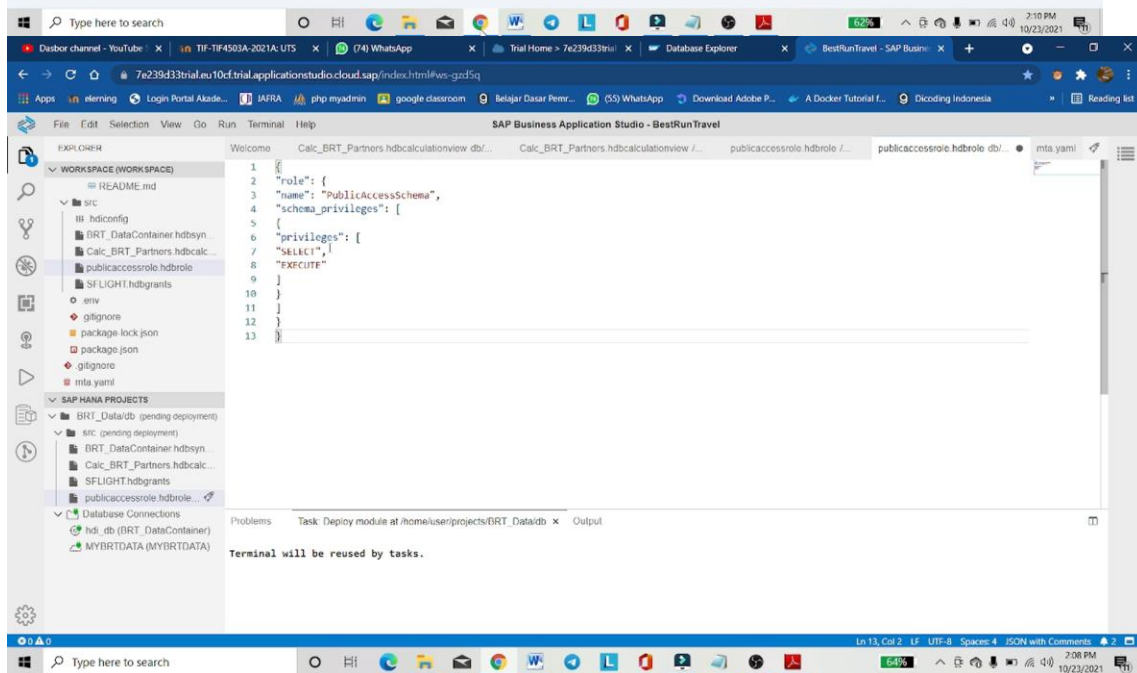 Type here to search
62%
2:10 PM
10/23/2021
Dasbor channel - YouTube
TIF-TIF4503A-2021A: UTS
(74) WhatsApp
Trial Home > 7e239d33trial
Database Explorer
BestRunTravel - SAP Busine
7e239d33trial.eu10cf.trial.applicationstudio.cloud.sap/index.html#ws-gzd5q
Apps
elerning
Login Portal Akade...
IAFRA
php myadmin
google classroom
Belajar Dasar Pemr...
(55) WhatsApp
Download Adobe P...
A Docker Tutorial f...
Dicoding Indonesia
»
Reading list
File Edit Selection View Go Run Terminal Help
SAP Business Application Studio - BestRunTravel
EXPLORER
WORKSPACE (WORKSPACE)
README.md
src
.hdiconfig
BRT_DataContainer.hdbsyn...
Calc_BRT_Partners.hdbcalc...
publicaccessrole.hdbrole
SFLIGHT.hdbgrants
.env
.gitignore
package-lock.json
package.json
.gitignore
mta.yaml
SAP HANA PROJECTS
BRT_Data/db (pending deployment)
src (pending deployment)
BRT_DataContainer.hdbsyn...
Calc_BRT_Partners.hdbcalc...
SFLIGHT.hdbgrants
publicaccessrole.hdbrole...
Database Connections
hdi_db (BRT_DataContainer)
MYBRTDATA (MYBRTDATA)
Welcome
Calc_BRT_Partners.hdbcalculationview db/...
Calc_BRT_Partners.hdbcalculationview /...
publicaccessrole.hdbrole /...
publicaccessrole.hdbrole db/...
mta.yaml
1 {
2 "role": {
3 "name": "PublicAccessSchema",
4 "schema_privileges": [
5 {
6 "privileges": [
7 "SELECT",
8 "EXECUTE"
9 ]
10 }
11 ]
12 }
13 }
Problems
Task: Deploy module at /home/user/projects/BRT_Data/db ×
Output
Terminal will be reused by tasks.
0 0
Ln 13, Col 2 LF UTF-8 Spaces: 4 JSON with Comments 2
Type here to search
64%
2:08 PM
10/23/2021